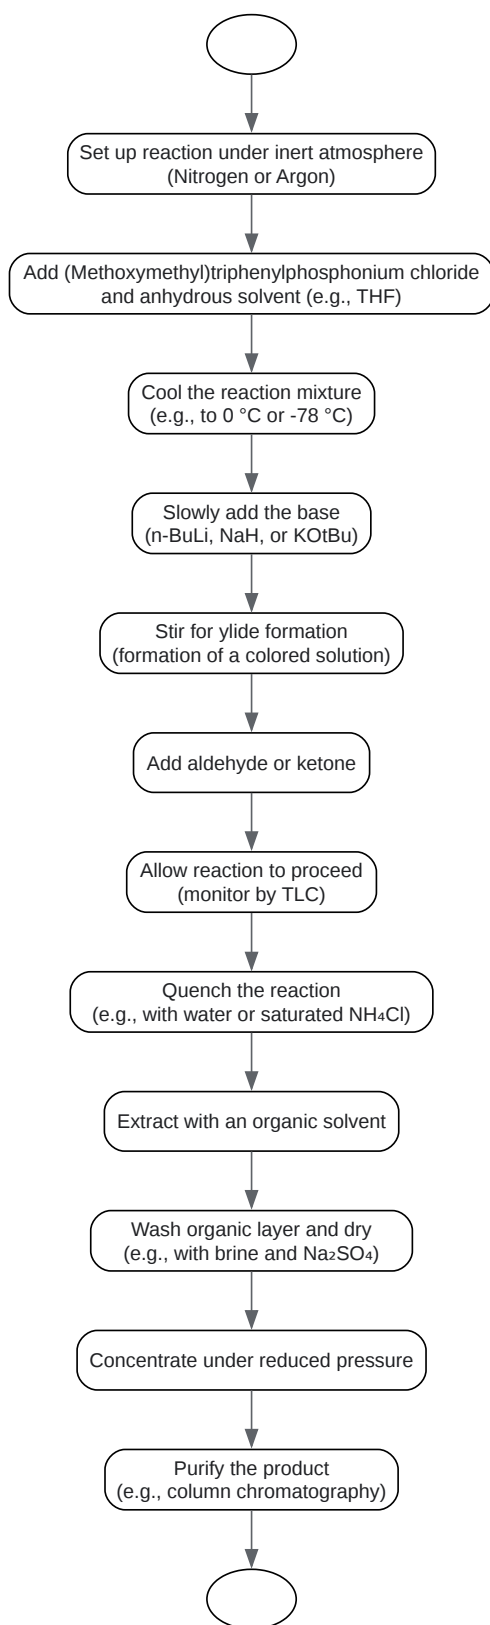 Set up reaction under inert atmosphere
(Nitrogen or Argon)
Add (Methoxymethyl)triphenylphosphonium chloride
and anhydrous solvent (e.g., THF)
Cool the reaction mixture
(e.g., to 0 °C or -78 °C)
Slowly add the base
(n-BuLi, NaH, or KOtBu)
Stir for ylide formation
(formation of a colored solution)
Add aldehyde or ketone
Allow reaction to proceed
(monitor by TLC)
Quench the reaction
(e.g., with water or saturated NH₄Cl)
Extract with an organic solvent
Wash organic layer and dry
(e.g., with brine and Na₂SO₄)
Concentrate under reduced pressure
Purify the product
(e.g., column chromatography)